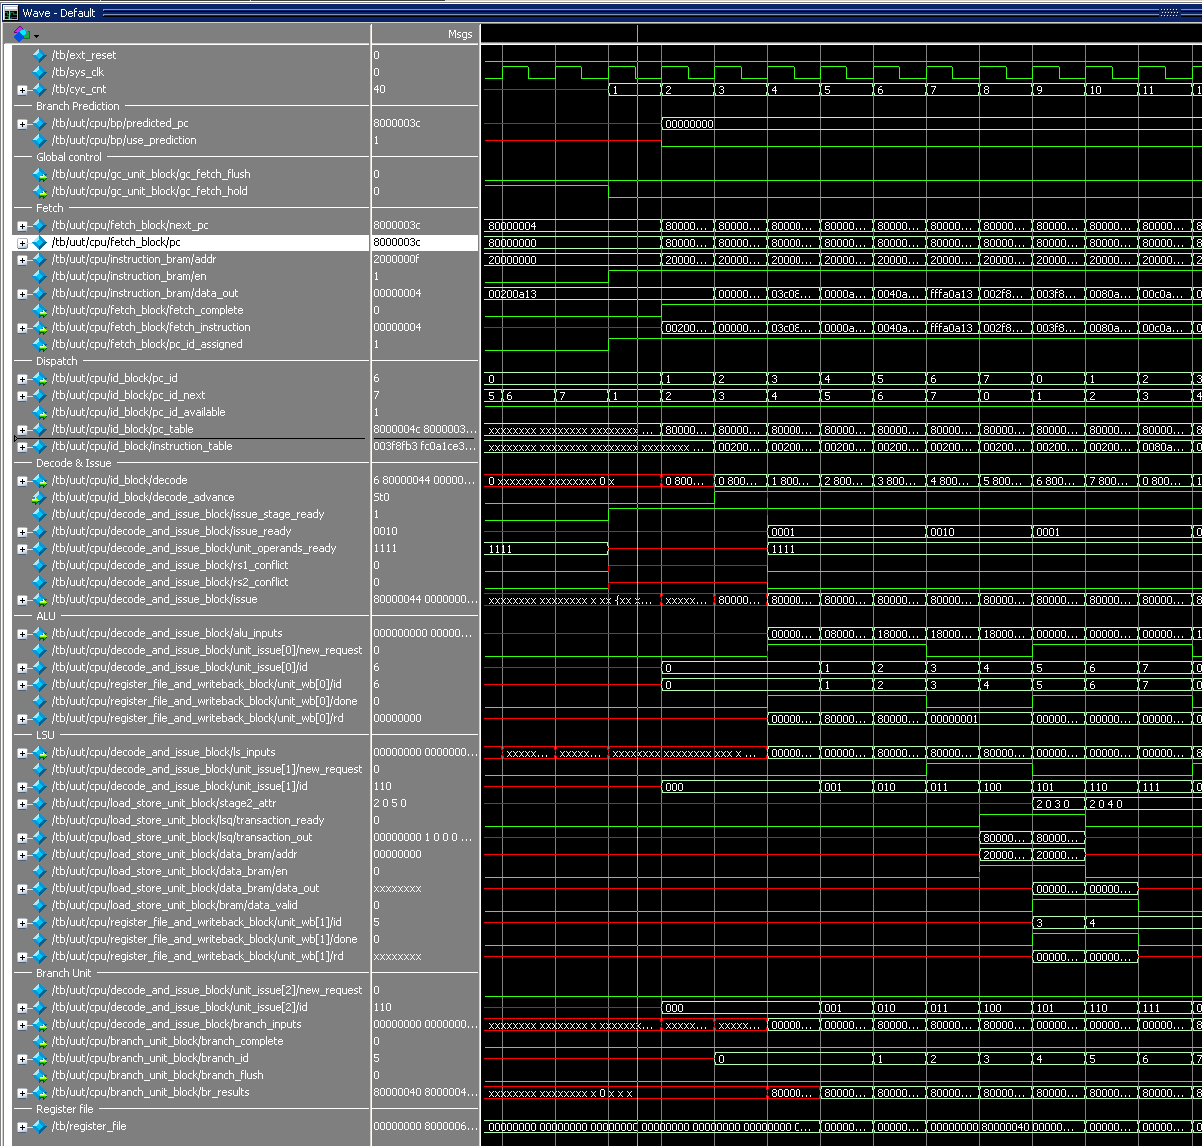 Wave - Default
Msgs
/tb/ext_reset 0
/tb/sys_clk 0
/tb/cyc_cnt 40 1 2 3 4 5 6 7 8 9 10 11
Branch Prediction
/tb/uut/cpu/bp/predicted_pc 8000003c 00000000
/tb/uut/cpu/bp/use_prediction 1
Global control
/tb/uut/cpu/gc_unit_block/gc_fetch_flush 0
/tb/uut/cpu/gc_unit_block/gc_fetch_hold 0
Fetch
/tb/uut/cpu/fetch_block/next_pc 8000003c 80000004 80000... 80000... 80000... 80000... 80000... 80000... 80000... 80000... 80000... 80000... 8
/tb/uut/cpu/fetch_block/pc 8000003c 80000000 80000... 80000... 80000... 80000... 80000... 80000... 80000... 80000... 80000... 80000... 8
/tb/uut/cpu/instruction_bram/addr 2000000f 20000000 20000... 20000... 20000... 20000... 20000... 20000... 20000... 20000... 20000... 20000... 2
/tb/uut/cpu/instruction_bram/en 1
/tb/uut/cpu/instruction_bram/data_out 00000004 00200a13 00000... 03c08... 0000a... 0040a... fffa0a13 002f8... 003f8... 0080a... 00c0a... 0
/tb/uut/cpu/fetch_block/fetch_complete 0
/tb/uut/cpu/fetch_block/fetch_instruction 00000004 00200... 00000... 03c08... 0000a... 0040a... fffa0a13 002f8... 003f8... 0080a... 00c0a... 0
/tb/uut/cpu/fetch_block/pc_id_assigned 1
Dispatch
/tb/uut/cpu/id_block/pc_id 6 0 1 2 3 4 5 6 7 0 1 2 3
/tb/uut/cpu/id_block/pc_id_next 7 5 6 7 1 2 3 4 5 6 7 0 1 2 3 4
/tb/uut/cpu/id_block/pc_id_available 1
/tb/uut/cpu/id_block/pc_table 8000004c 8000003... xxxxxxxx xxxxxxxx xxxxxxxx... ... 80000... 80000... 80000... 80000... 80000... 80000... 80000... 80000... 80000... 80000... 8
/tb/uut/cpu/id_block/instruction_table 003f8fb3 fc0a1ce3... xxxxxxxx xxxxxxxx xxxxxxxx xxxxxxx ... 00200... 00200... 00200... 00200... 00200... 00200... 00200... 00200... 0080a... 0
Decode & Issue
/tb/uut/cpu/id_block/decode 6 80000044 00000... 0 xxxxxxxx xxxxxxxx 0 x 0 800... 0 800... 1 800... 2 800... 3 800... 4 800... 5 800... 6 800... 7 800... 0 800... 1
/tb/uut/cpu/id_block/decode_advance St0
/tb/uut/cpu/decode_and_issue_block/issue_stage_ready 1
/tb/uut/cpu/decode_and_issue_block/issue_ready 0010 0001 0010 0001
/tb/uut/cpu/decode_and_issue_block/unit_operands_ready 1111 1111 1111
/tb/uut/cpu/decode_and_issue_block/rs1_conflict 0
/tb/uut/cpu/decode_and_issue_block/rs2_conflict 0
/tb/uut/cpu/decode_and_issue_block/issue 80000044 0000000... xxxxxxxx xxxxxxxx x xx {xx x... xxxxx... 80000... 80000... 80000... 80000... 80000... 80000... 80000... 80000... 80000... 8
ALU
/tb/uut/cpu/decode_and_issue_block/alu_inputs 000000000 00000... 00000... 08000... 18000... 18000... 18000... 00000... 00000... 00000... 1
/tb/uut/cpu/decode_and_issue_block/unit_issue[0]/new_request 0
/tb/uut/cpu/decode_and_issue_block/unit_issue[0]/id 6 0 1 2 3 4 5 6 7 0
/tb/uut/cpu/register_file_and_writeback_block/unit_wb[0]/id 6 0 1 2 3 4 5 6 7 0
/tb/uut/cpu/register_file_and_writeback_block/unit_wb[0]/done 0
/tb/uut/cpu/register_file_and_writeback_block/unit_wb[0]/rd 00000000 00000... 80000... 80000... 00000001 00000... 00000... 00000... 0
LSU
/tb/uut/cpu/decode_and_issue_block/ls_inputs 00000000 0000000... xxxxx... xxxxx... xxxxxxxx xxxxxxxx xxx x ... 00000... 00000... 80000... 80000... 80000... 00000... 00000... 00000... 8
/tb/uut/cpu/decode_and_issue_block/unit_issue[1]/new_request 0
/tb/uut/cpu/decode_and_issue_block/unit_issue[1]/id 110 000 001 010 011 100 101 110 111 0
/tb/uut/cpu/load_store_unit_block/stage2_attr 2 0 5 0 2 0 3 0 2 0 4 0
/tb/uut/cpu/load_store_unit_block/lsq/transaction_ready 0
/tb/uut/cpu/load_store_unit_block/lsq/transaction_out 00000000 1 0 0 0 ... 80000... 80000...
/tb/uut/cpu/load_store_unit_block/data_bram/addr 00000000 20000... 20000...
/tb/uut/cpu/load_store_unit_block/data_bram/en 0
/tb/uut/cpu/load_store_unit_block/data_bram/data_out xxxxxxxx 00000... 00000...
/tb/uut/cpu/load_store_unit_block/bram/data_valid 0
/tb/uut/cpu/register_file_and_writeback_block/unit_wb[1]/id 5 3 4
/tb/uut/cpu/register_file_and_writeback_block/unit_wb[1]/done 0
/tb/uut/cpu/register_file_and_writeback_block/unit_wb[1]/rd xxxxxxxx 00000... 00000...
Branch Unit
/tb/uut/cpu/decode_and_issue_block/unit_issue[2]/new_request 0
/tb/uut/cpu/decode_and_issue_block/unit_issue[2]/id 110 000 001 010 011 100 101 110 111 0
/tb/uut/cpu/decode_and_issue_block/branch_inputs 00000000 0000000... xxxxxxxx xxxxxxxx x xxxxxxx... xxxxx... xxxxx... 00000... 00000... 80000... 80000... 80000... 00000... 00000... 00000... 8
/tb/uut/cpu/branch_unit_block/branch_complete 0
/tb/uut/cpu/branch_unit_block/branch_id 5 0 1 2 3 4 5 6 7
/tb/uut/cpu/branch_unit_block/branch_flush 0
/tb/uut/cpu/branch_unit_block/br_results 80000040 8000004... xxxxxxxx xxxxxxxx x 0 x x x 80000... 80000... 80000... 80000... 80000... 80000... 80000... 80000... 8
Register file
/tb/register_file 00000000 8000006... 00000000 00000000 00000000 00000000 00000000 00000000 0... 00000... 00000... 00000... 00000000 80000040 00000... 00000... 00000... 0